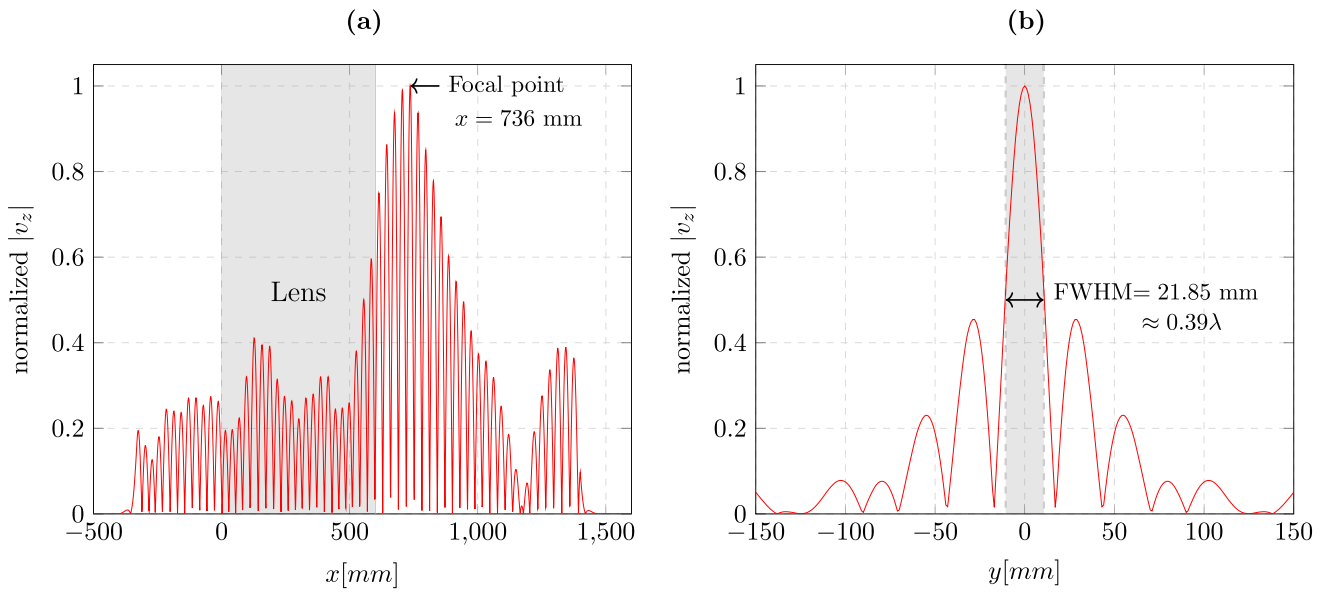 (a)
normalized |v_z|
1
0.8
0.6
0.4
0.2
0
Focal point
x = 736 mm
Lens
−500
0
500
1,000
1,500
x[mm]
(b)
normalized |v_z|
1
0.8
0.6
0.4
0.2
0
FWHM= 21.85 mm
≈ 0.39λ
−150
−100
−50
0
50
100
150
y[mm]